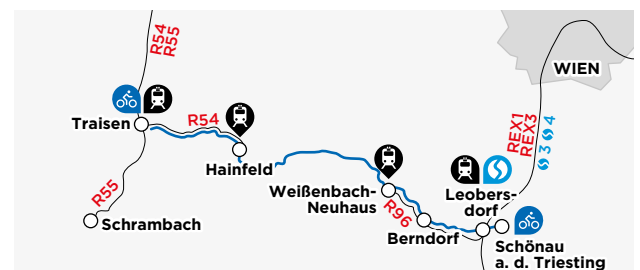 R54
R55
WIEN
REX1
REX3
3 4
Traisen
R54
Hainfeld
Weißenbach-
Neuhaus
Leobers-
dorf
R55
R96
Schrambach
Berndorf
Schönau
a. d. Triesting